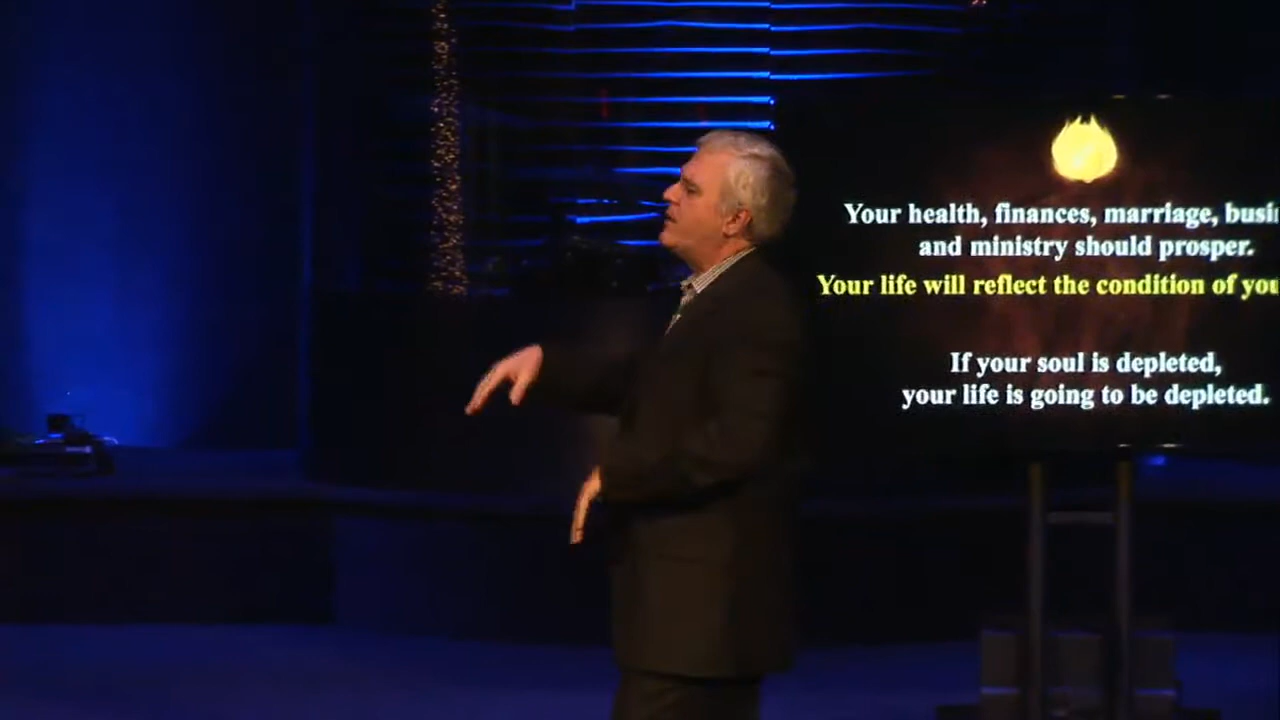 Your health, finances, marriage,
and ministry should prosper.
Your life will reflect the condition of
If your soul is depleted,
your life is going to be depleted.